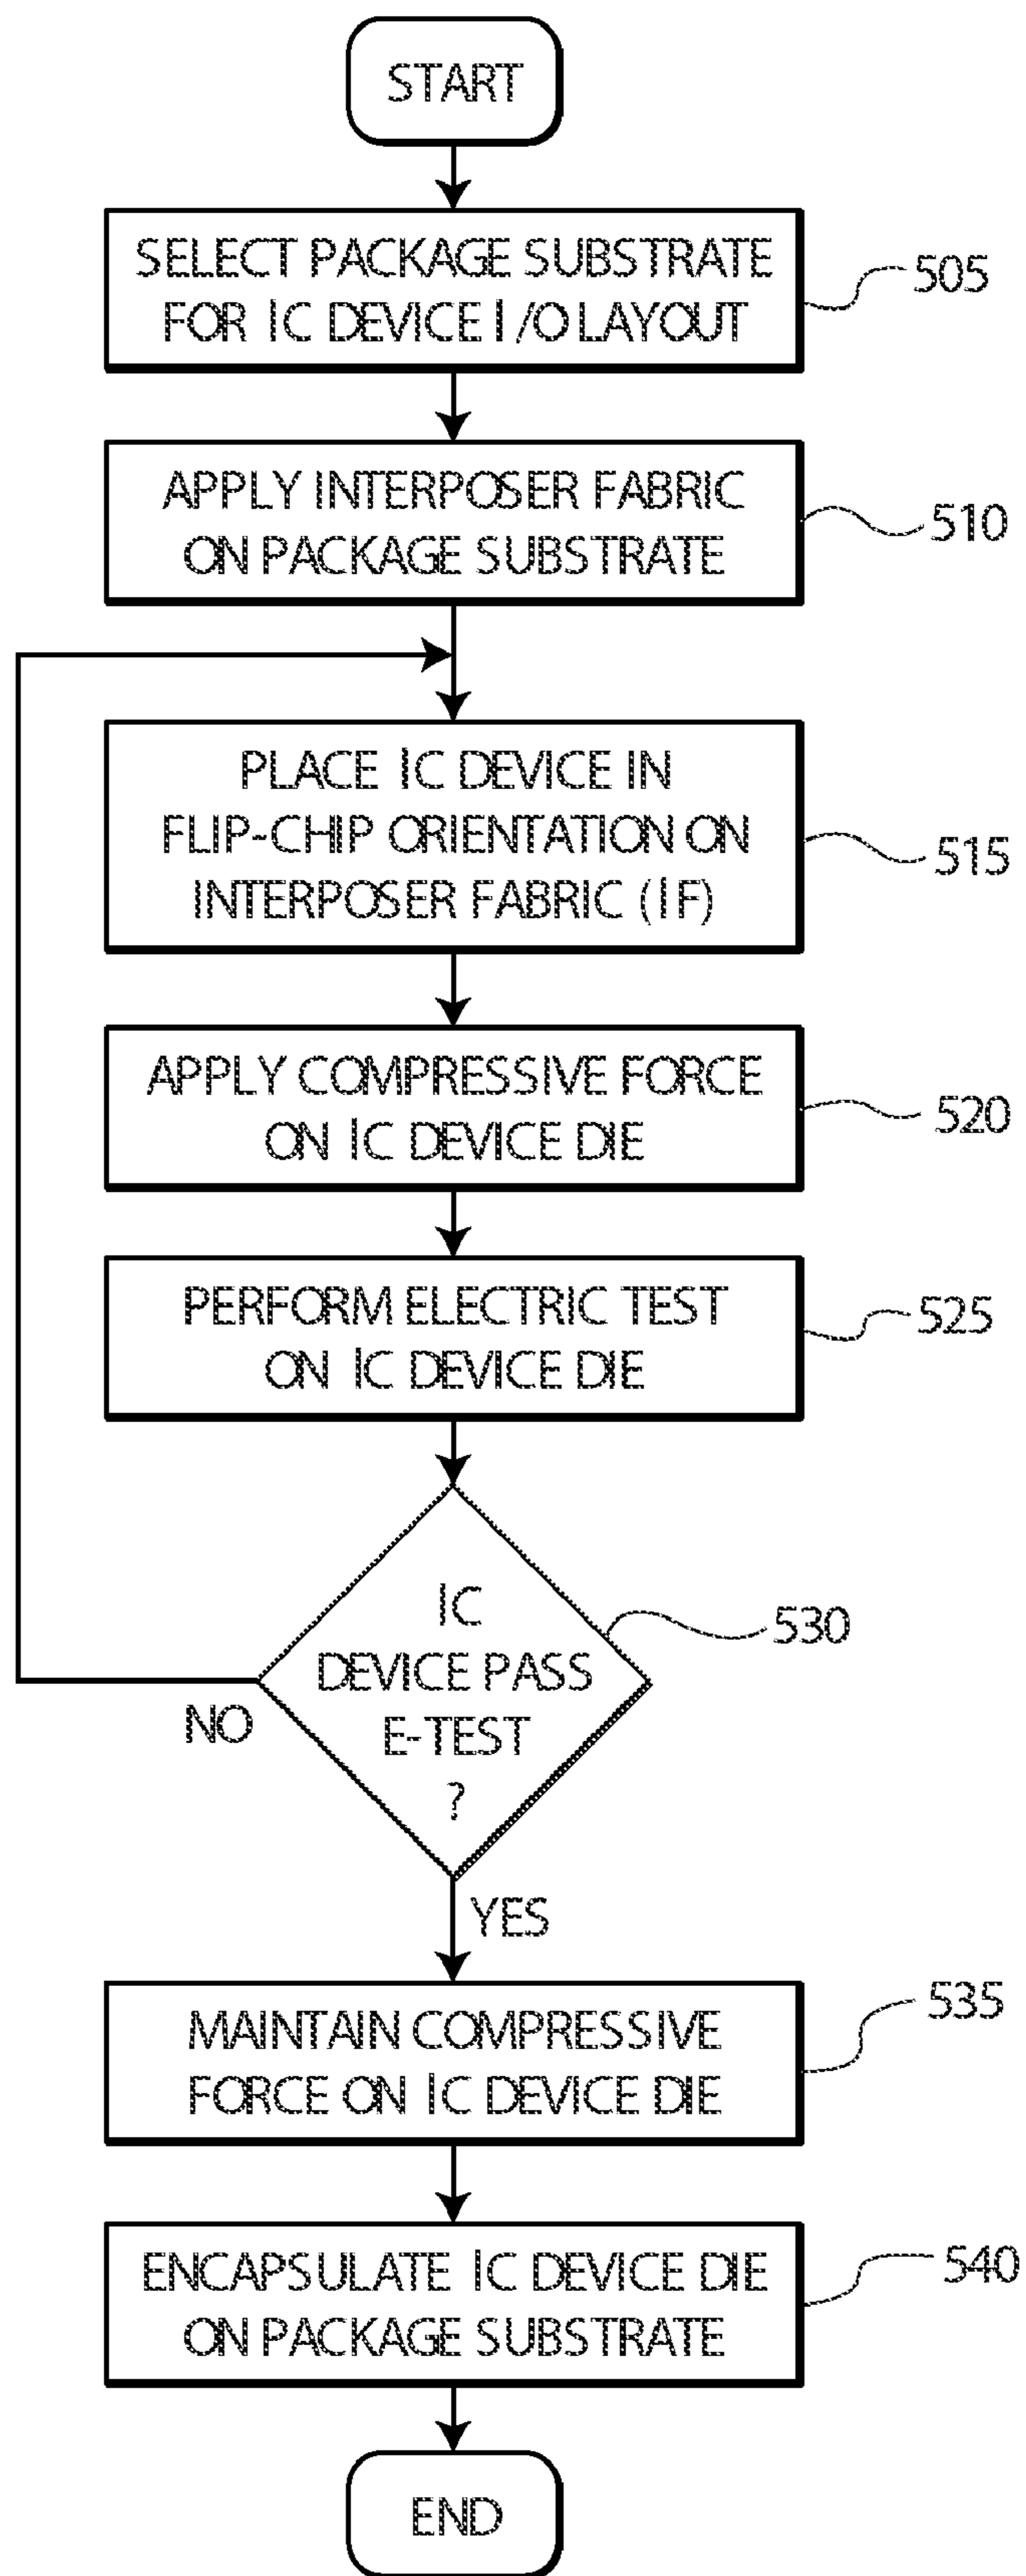 START
SELECT PACKAGE SUBSTRATE
FOR IC DEVICE I/O LAYOUT
505
APPLY INTERPOSER FABRIC
ON PACKAGE SUBSTRATE
510
PLACE IC DEVICE IN
FLIP-CHIP ORIENTATION ON
INTERPOSER FABRIC (IF)
515
APPLY COMPRESSIVE FORCE
ON IC DEVICE DIE
520
PERFORM ELECTRIC TEST
ON IC DEVICE DIE
525
IC
DEVICE PASS
E-TEST
?
530
NO
YES
MAINTAIN COMPRESSIVE
FORCE ON IC DEVICE DIE
535
ENCAPSULATE IC DEVICE DIE
ON PACKAGE SUBSTRATE
540
END